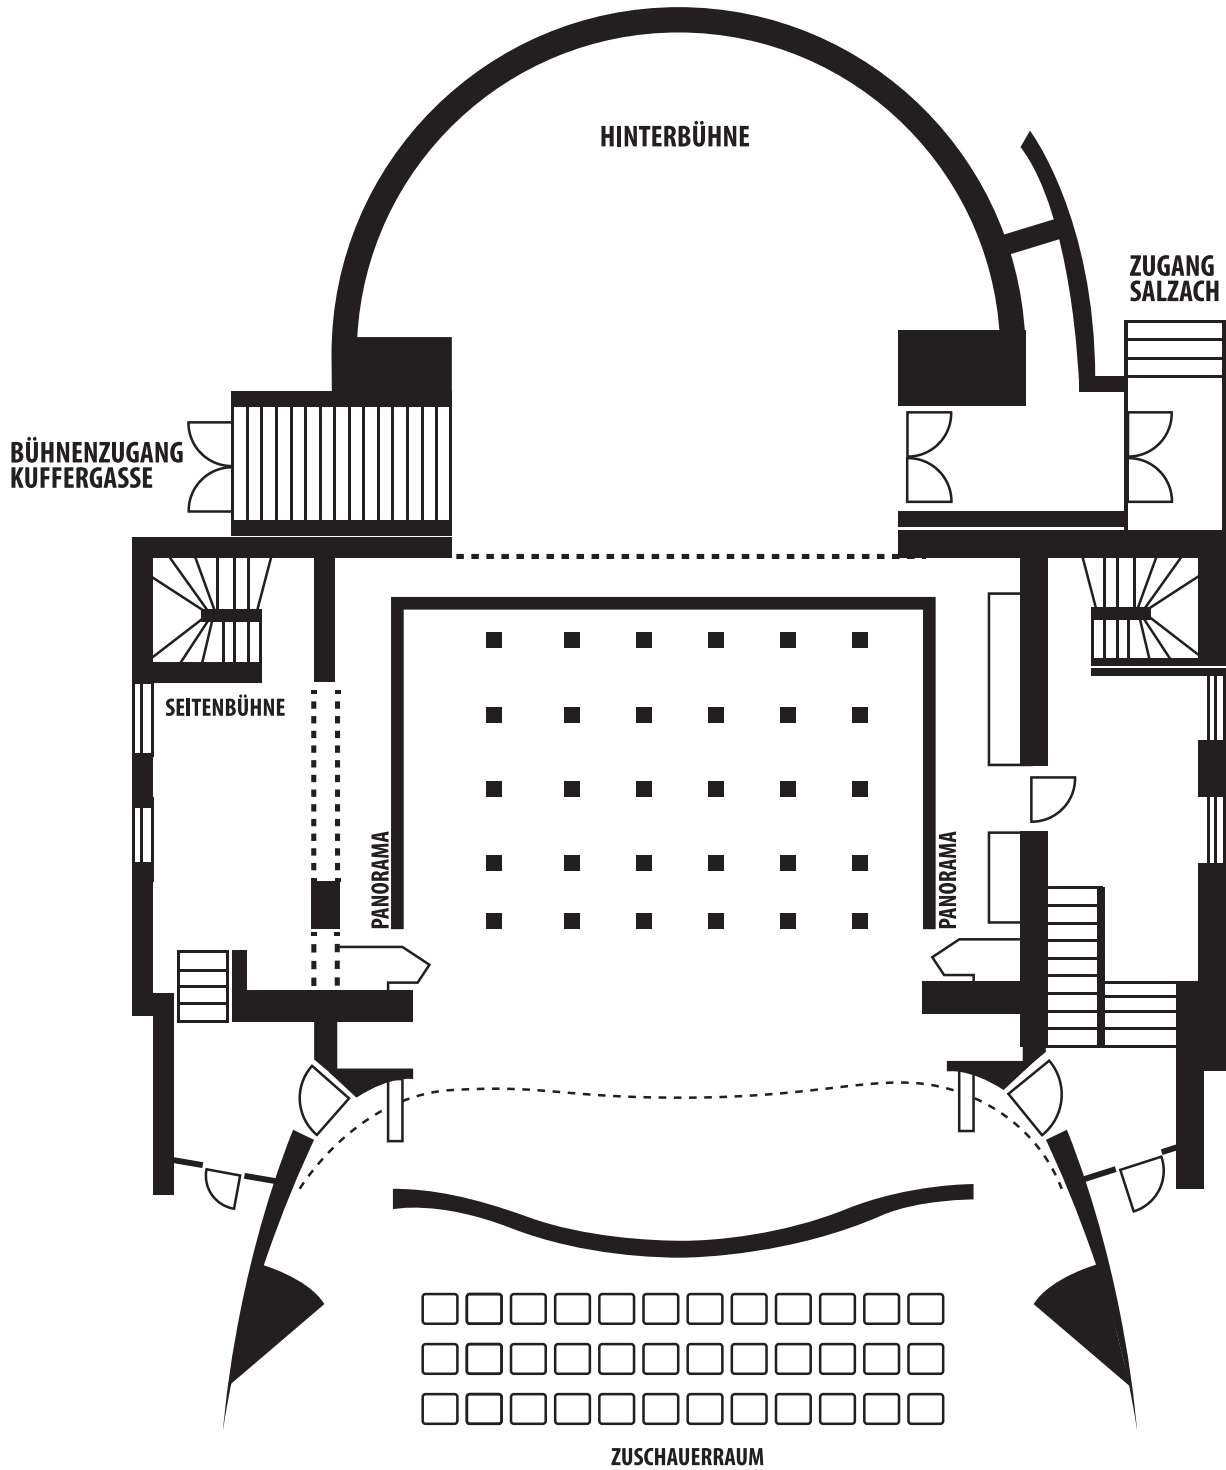 HINTERBÜHNE
ZUGANG
SALZACH
BÜHNENZUGANG
KUFFERGASSE
SEITENBÜHNE
PANORAMA
PANORAMA
ZUSCHAUERRAUM